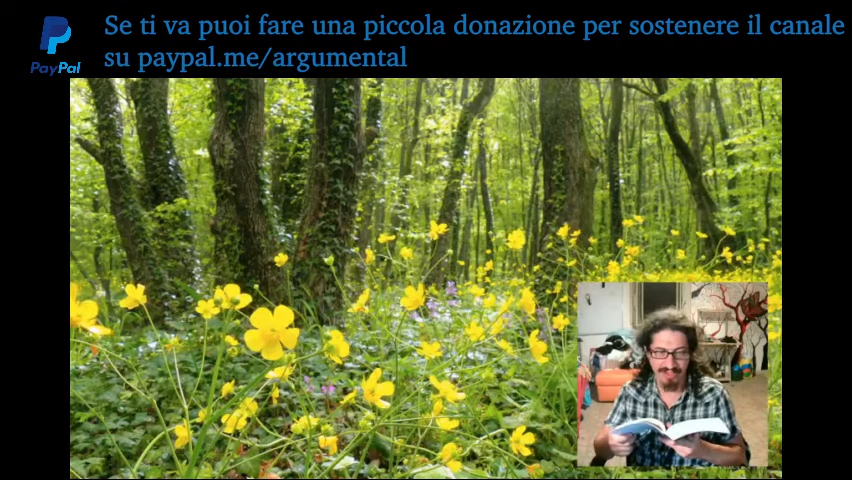 Se ti va puoi fare una piccola donazione per sostenere il canale
su paypal.me/argumental
PayPal